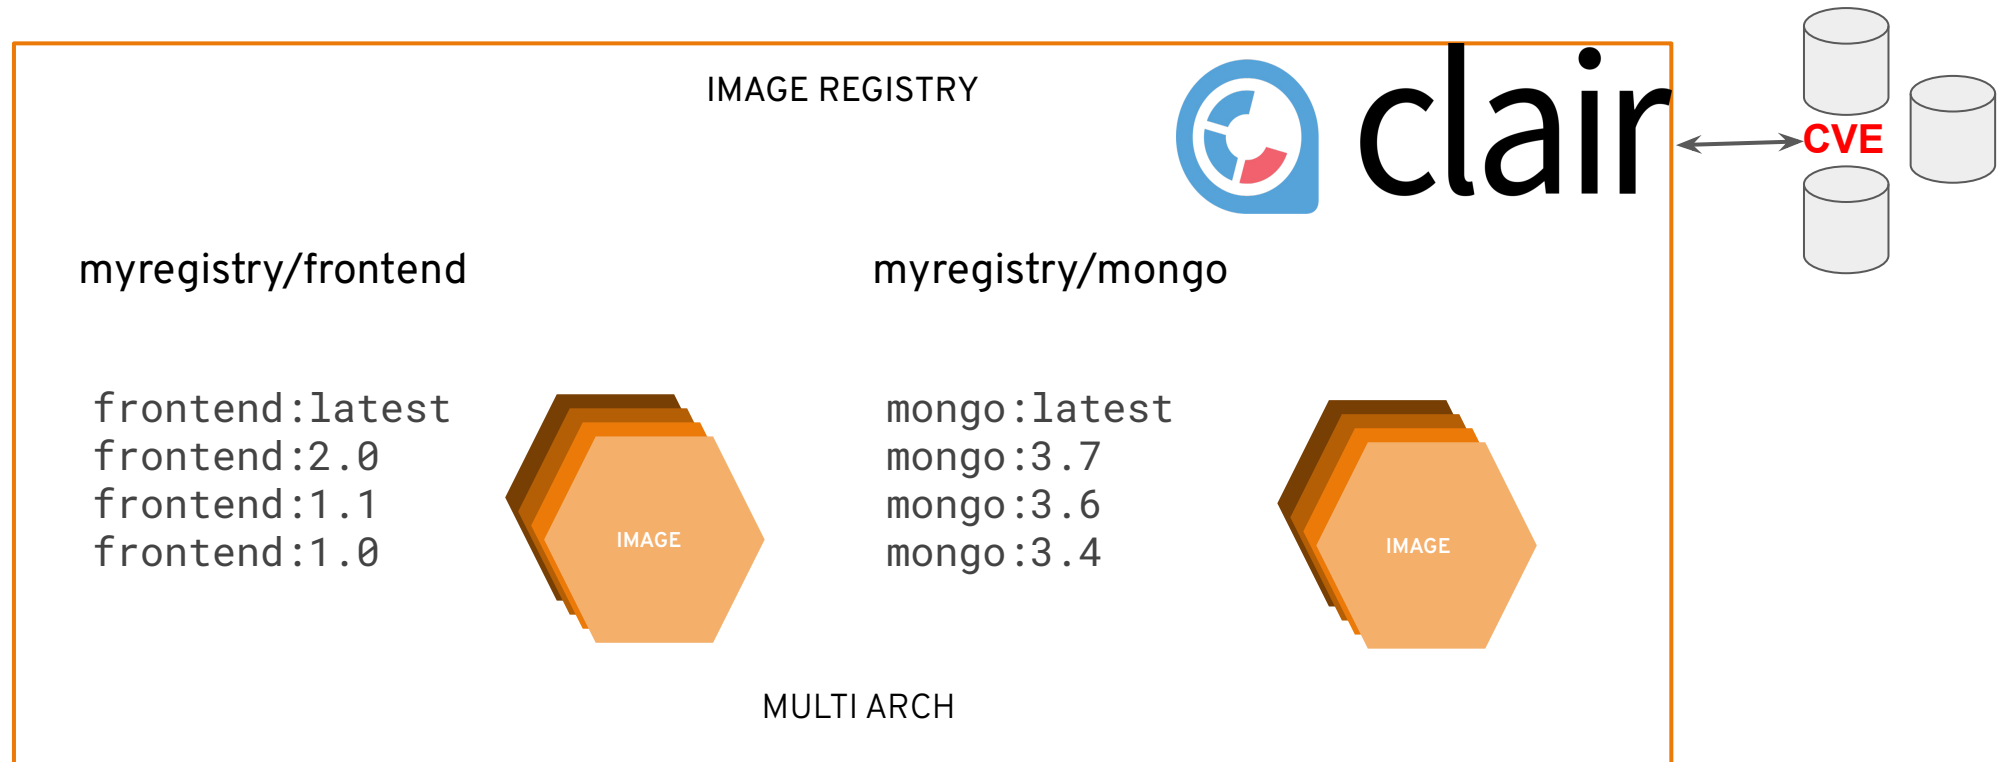 IMAGE REGISTRY
clair
CVE
myregistry/frontend
myregistry/mongo
frontend:latest
frontend:2.0
frontend:1.1
frontend:1.0
IMAGE
mongo:latest
mongo:3.7
mongo:3.6
mongo:3.4
IMAGE
MULTI ARCH